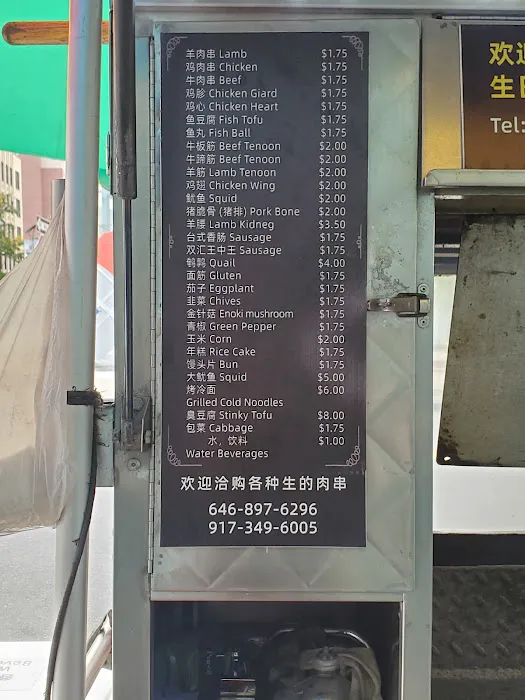 羊肉串 Lamb $1.75
鸡肉串 Chicken $1.75
牛肉串 Beef $1.75
鸡胗 Chicken Giard $1.75
鸡心 Chicken Heart $1.75
鱼豆腐 Fish Tofu $1.75
鱼丸 Fish Ball $1.75
牛板筋 Beef Tenoon $2.00
牛蹄筋 Beef Tenoon $2.00
羊筋 Lamb Tenoon $2.00
鸡翅 Chicken Wing $2.00
鱿鱼 Squid $2.00
猪脆骨 (猪排) Pork Bone $2.00
羊腰 Lamb Kidneg $3.50
台式香肠 Sausage $1.75
双汇王中王 Sausage $1.75
鹌鹑 Quail $4.00
面筋 Gluten $1.75
茄子 Eggplant $1.75
韭菜 Chives $1.75
金针菇 Enoki mushroom $1.75
青椒 Green Pepper $1.75
玉米 Corn $2.00
年糕 Rice Cake $1.75
馒头片 Bun $1.75
大鱿鱼 Squid $5.00
烤冷面 $6.00
Grilled Cold Noodles
臭豆腐 Stinky Tofu $8.00
包菜 Cabbage $1.75
水，饮料 $1.00
Water Beverages
欢迎洽购各种生的肉串
646-897-6296
917-349-6005
欢迎
生
Tel: